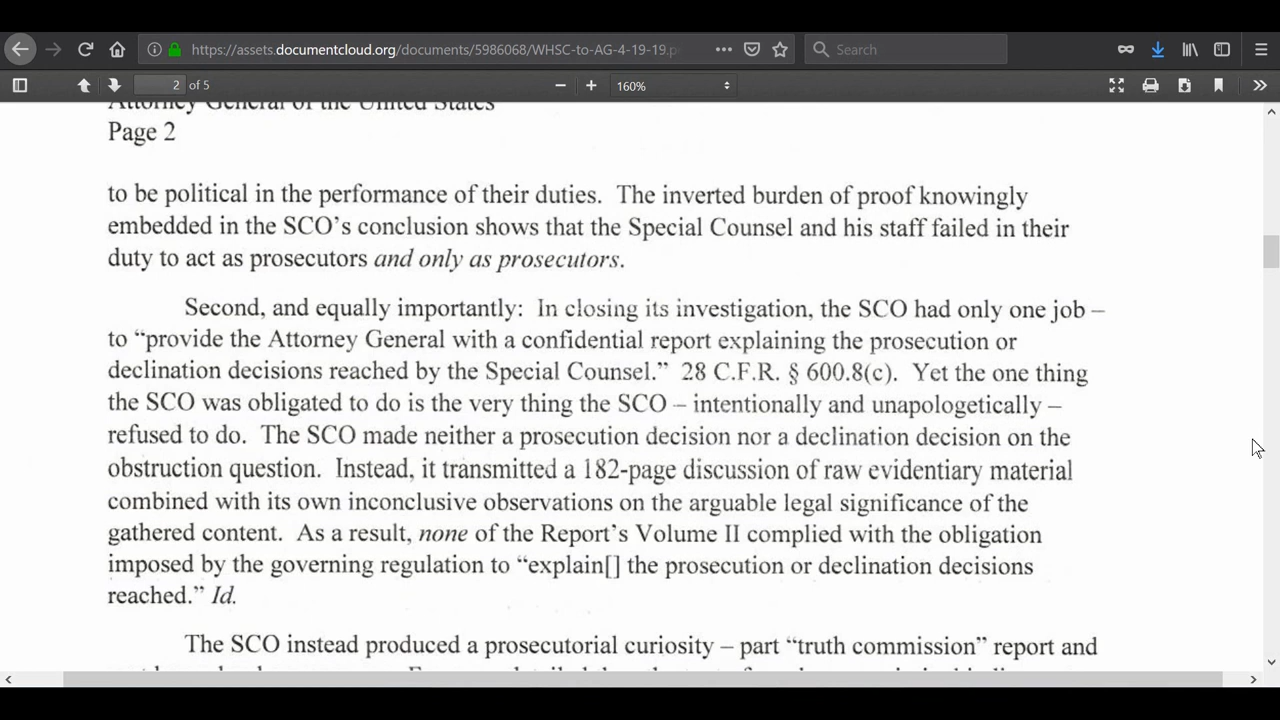 https://assets.documentcloud.org/documents/5986068/WHSC-to-AG-4-19-19.p
Search
2 of 5
160%
Attorney General of the United States
Page 2
to be political in the performance of their duties. The inverted burden of proof knowingly
embedded in the SCO's conclusion shows that the Special Counsel and his staff failed in their
duty to act as prosecutors and only as prosecutors.
Second, and equally importantly: In closing its investigation, the SCO had only one job –
to “provide the Attorney General with a confidential report explaining the prosecution or
declination decisions reached by the Special Counsel.” 28 C.F.R. § 600.8(c). Yet the one thing
the SCO was obligated to do is the very thing the SCO – intentionally and unapologetically –
refused to do. The SCO made neither a prosecution decision nor a declination decision on the
obstruction question. Instead, it transmitted a 182-page discussion of raw evidentiary material
combined with its own inconclusive observations on the arguable legal significance of the
gathered content. As a result, none of the Report's Volume II complied with the obligation
imposed by the governing regulation to “explain[] the prosecution or declination decisions
reached.” Id.
The SCO instead produced a prosecutorial curiosity – part “truth commission” report and